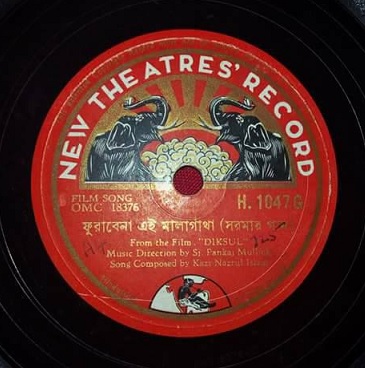 NEW THEATRES' RECORD
FILM SONG
OMC 18376
H. 1047 G
ফুরাবেনা এই মালাগাঁথা (সরমার
From the Film. "DIKSUL"
Music Direction by Sj. Pankaj Mullick
Song Composed by Kazi Nazrul Islam